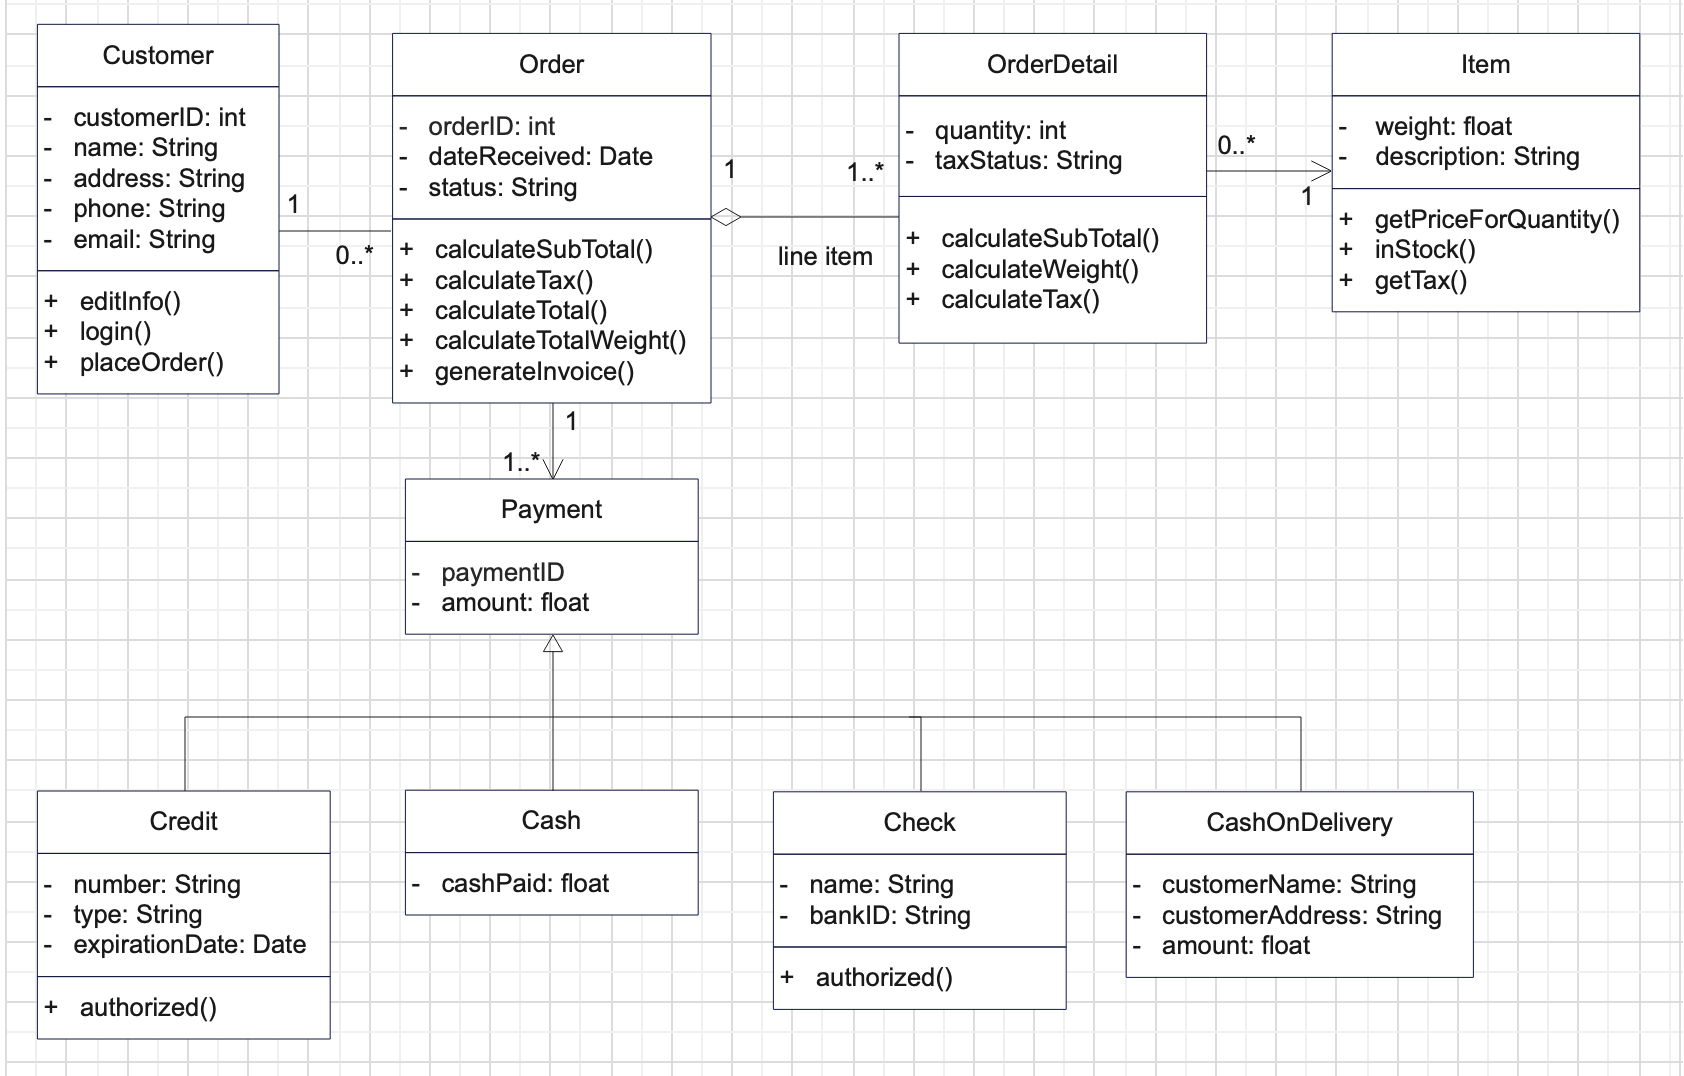 Customer
- customerID: int
- name: String
- address: String
- phone: String
- email: String
+ editInfo()
+ login()
+ placeOrder()
1
0..*
Order
- orderID: int
- dateReceived: Date
- status: String
+ calculateSubTotal()
+ calculateTax()
+ calculateTotal()
+ calculateTotalWeight()
+ generateInvoice()
1
1..*
line item
OrderDetail
- quantity: int
- taxStatus: String
+ calculateSubTotal()
+ calculateWeight()
+ calculateTax()
0..*
1
Item
- weight: float
- description: String
+ getPriceForQuantity()
+ inStock()
+ getTax()
1
1..*
Payment
- paymentID
- amount: float
Credit
- number: String
- type: String
- expirationDate: Date
+ authorized()
Cash
- cashPaid: float
Check
- name: String
- bankID: String
+ authorized()
CashOnDelivery
- customerName: String
- customerAddress: String
- amount: float